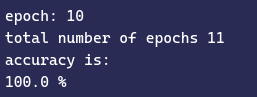 epoch: 10
total number of epochs 11
accuracy is:
100.0 %